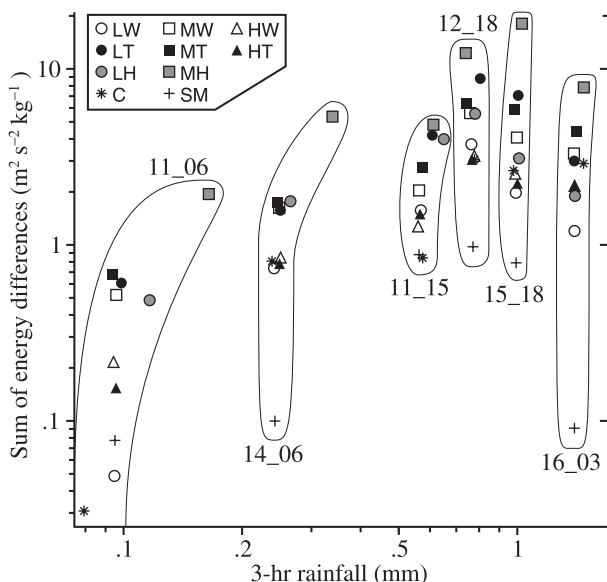 LW MW HW
LT MT HT
LH MH
C SM
12_18
11_06
11_15
15_18
14_06
16_03
10
1
.1
.1 .2 .5 1
Sum of energy differences (m² s⁻² kg⁻¹)
3-hr rainfall (mm)